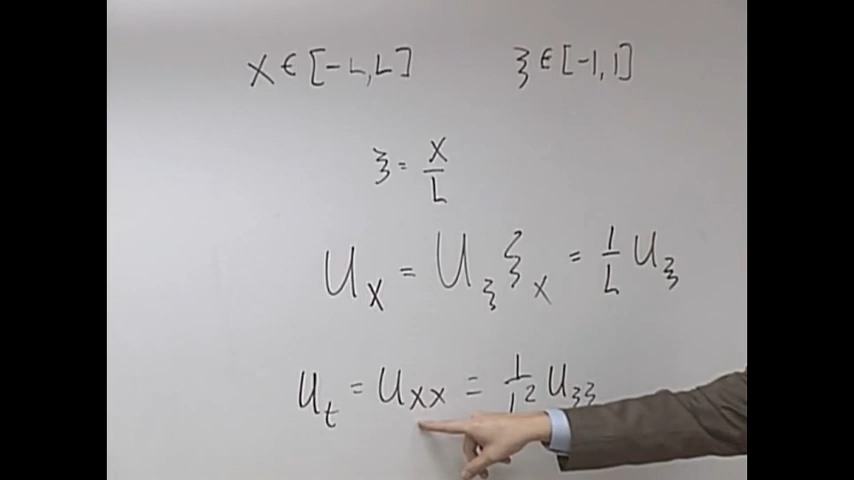 x ∈ [-L,L] ξ ∈ [-1,1]
ξ = x/L
u_x = u_ξ ξ_x = 1/L u_ξ
u_t = u_xx = 1/L² u_ξξ